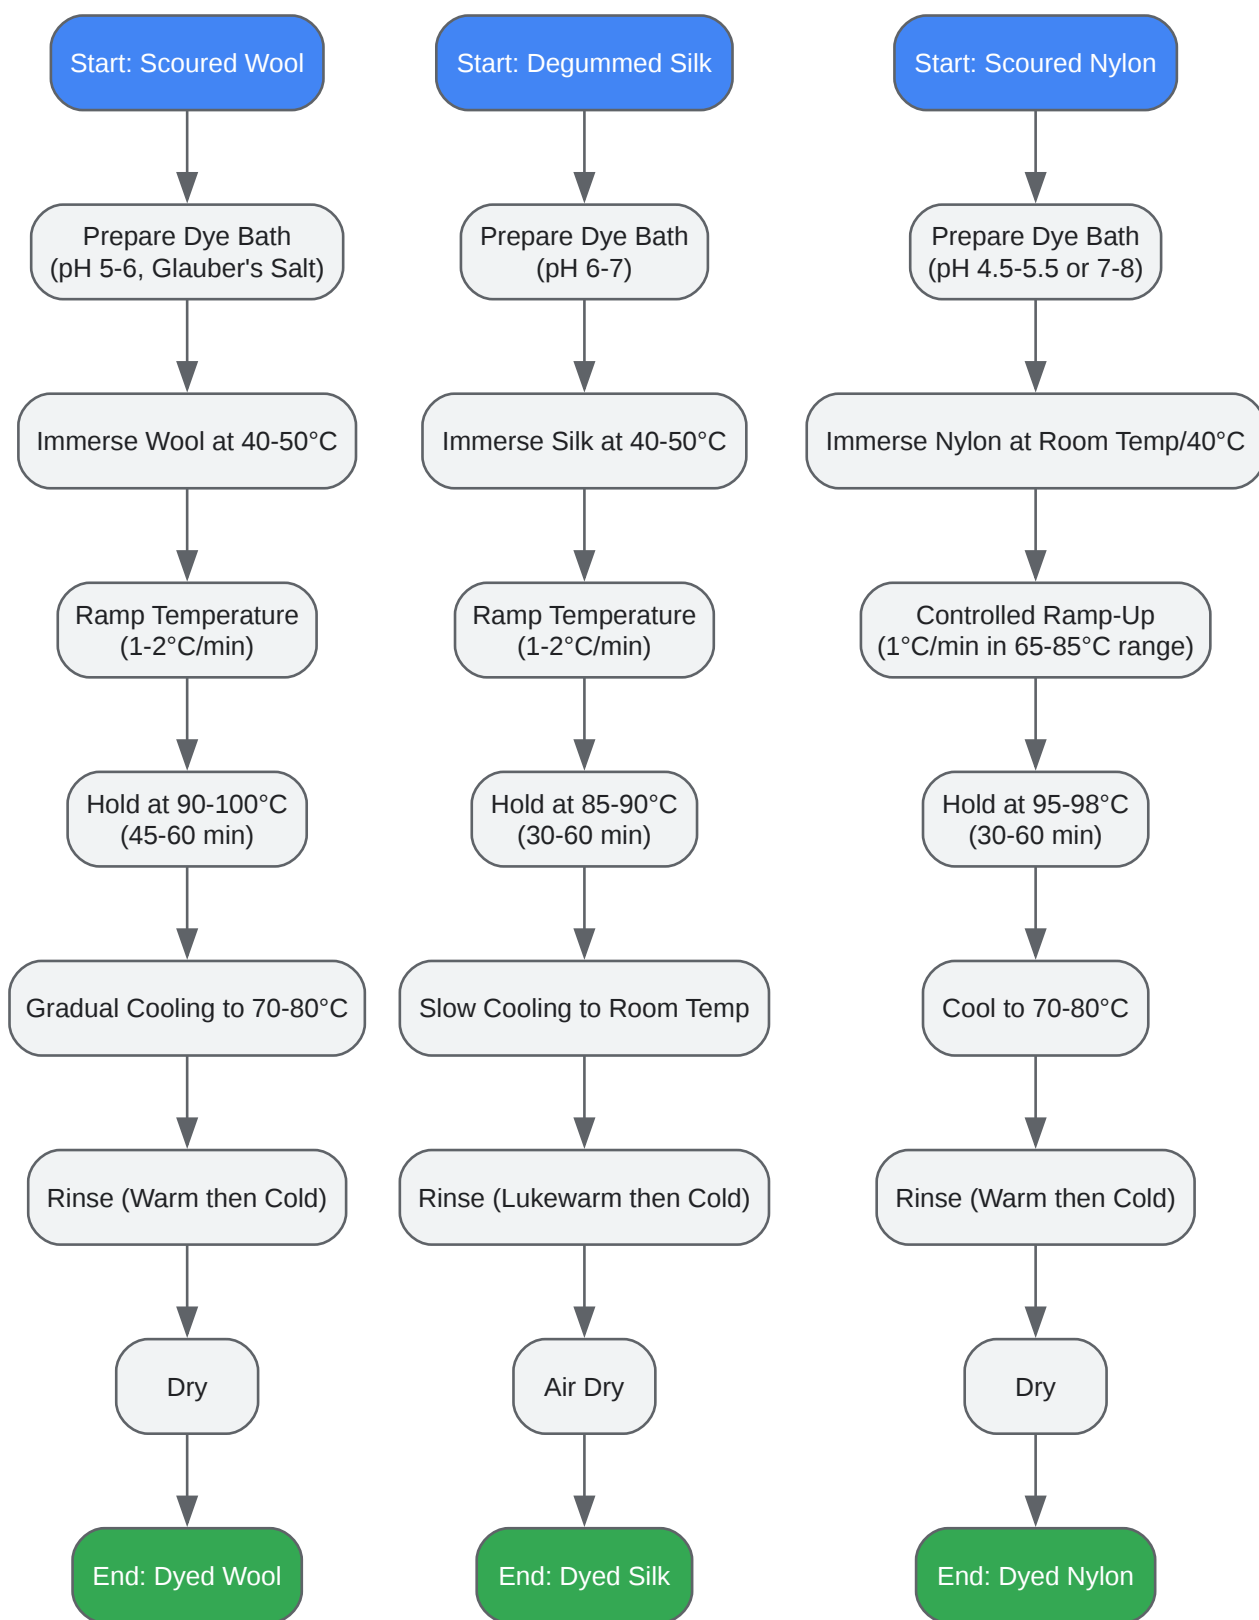 Start: Scoured Wool
Prepare Dye Bath
(pH 5-6, Glauber's Salt)
Immerse Wool at 40-50°C
Ramp Temperature
(1-2°C/min)
Hold at 90-100°C
(45-60 min)
Gradual Cooling to 70-80°C
Rinse (Warm then Cold)
Dry
End: Dyed Wool
Start: Degummed Silk
Prepare Dye Bath
(pH 6-7)
Immerse Silk at 40-50°C
Ramp Temperature
(1-2°C/min)
Hold at 85-90°C
(30-60 min)
Slow Cooling to Room Temp
Rinse (Lukewarm then Cold)
Air Dry
End: Dyed Silk
Start: Scoured Nylon
Prepare Dye Bath
(pH 4.5-5.5 or 7-8)
Immerse Nylon at Room Temp/40°C
Controlled Ramp-Up
(1°C/min in 65-85°C range)
Hold at 95-98°C
(30-60 min)
Cool to 70-80°C
Rinse (Warm then Cold)
Dry
End: Dyed Nylon